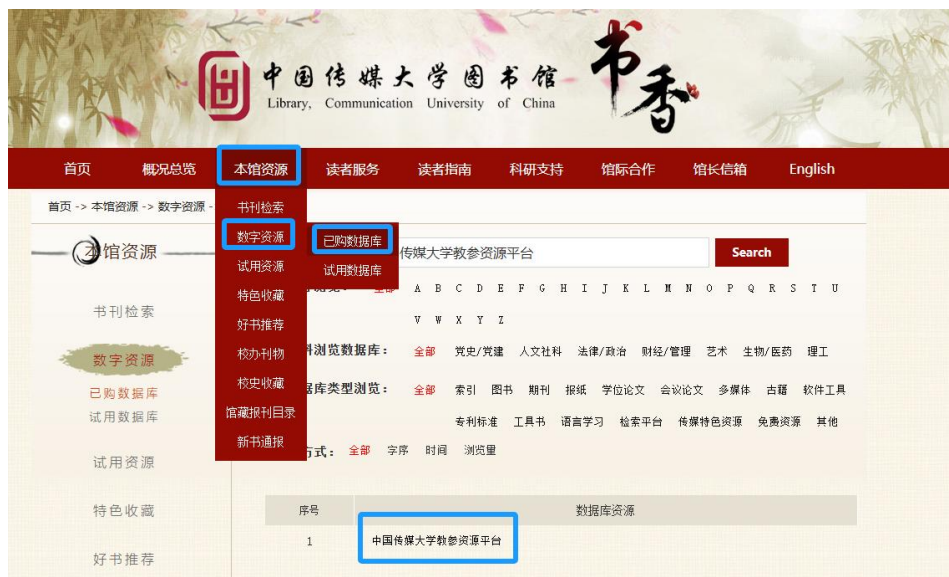 中国传媒大学图书馆
Library, Communication University of China
书香
首页 概况总览 本馆资源 读者服务 读者指南 科研支持 馆际合作 馆长信箱 English
首页 -> 本馆资源 -> 数字资源 -
书刊检索
数字资源
试用资源
特色收藏
好书推荐
校办刊物
校史收藏
馆藏报刊目录
新书通报
已购数据库
试用数据库
本馆资源
书刊检索
数字资源
已购数据库
试用数据库
试用资源
特色收藏
好书推荐
传媒大学教参资源平台 Search
全部 A B C D E F G H I J K L M N O P Q R S T U
V W X Y Z
浏览数据库： 全部 党史/党建 人文社科 法律/政治 财经/管理 艺术 生物/医药 理工
库类型浏览： 全部 索引 图书 期刊 报纸 学位论文 会议论文 多媒体 古籍 软件工具
专利标准 工具书 语言学习 检索平台 传媒特色资源 免费资源 其他
方式： 全部 字序 时间 浏览量
序号 数据库资源
1 中国传媒大学教参资源平台